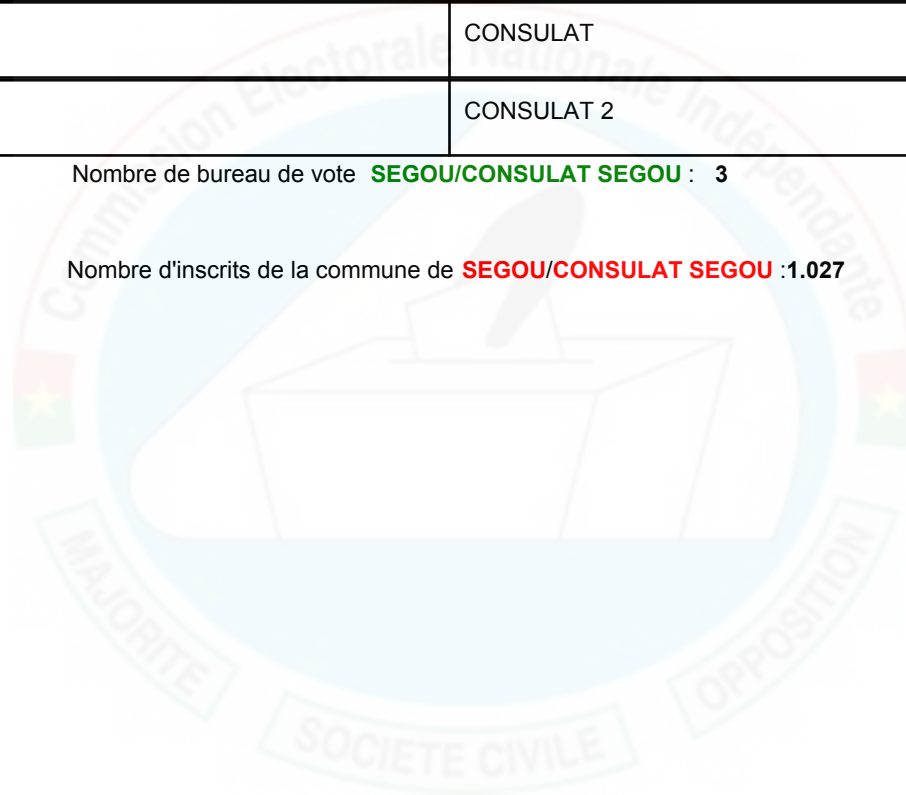 CONSULAT
CONSULAT 2
Nombre de bureau de vote SEGOU/CONSULAT SEGOU : 3
Nombre d'inscrits de la commune de SEGOU/CONSULAT SEGOU :1.027
Commission Electorale Nationale Indépendante
MAJORITE
SOCIETE CIVILE
OPPOSITION